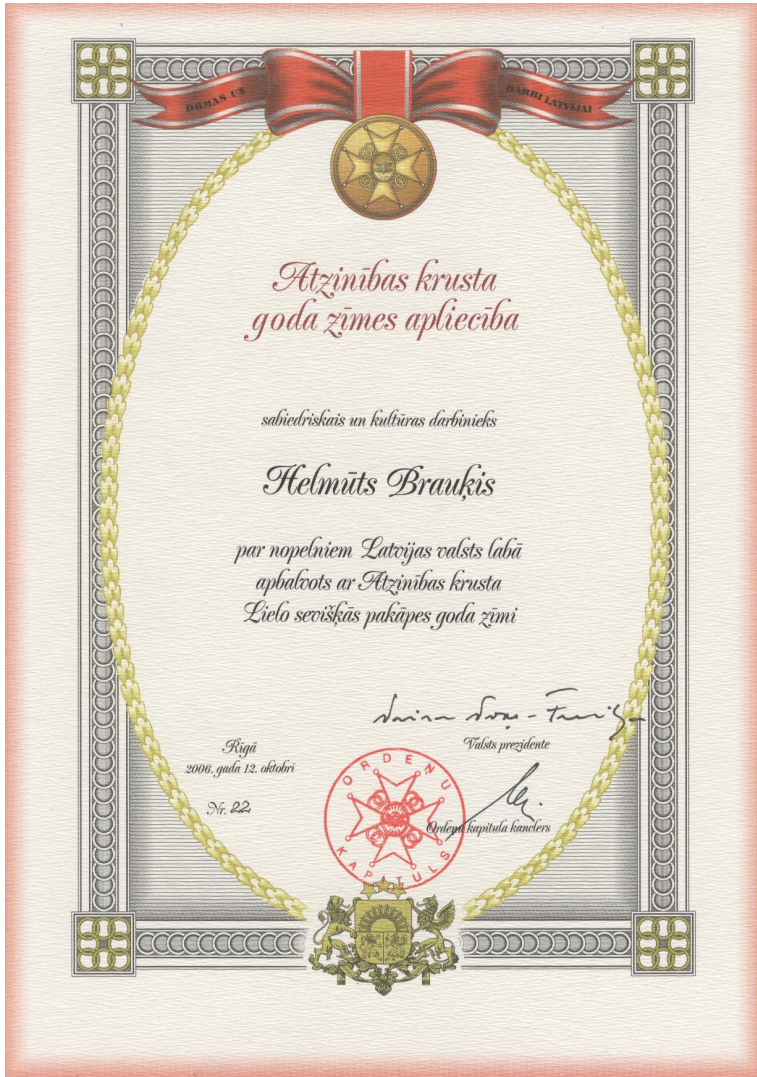 DOMAS UN DARBI LATVIJAI
Atzinības krusta
goda zīmes apliecība
sabiedriskais un kultūras darbinieks
Helmūts Brauķis
par nopelniem Latvijas valsts labā
apbalvots ar Atzinības krusta
Lielo sevišķās pakāpes goda zīmi
Valsts prezidente
Rīgā
2006. gada 12. oktobrī
Nr. 22
Ordeņu kapitula kanclers
ORDEŅU KAPITULS